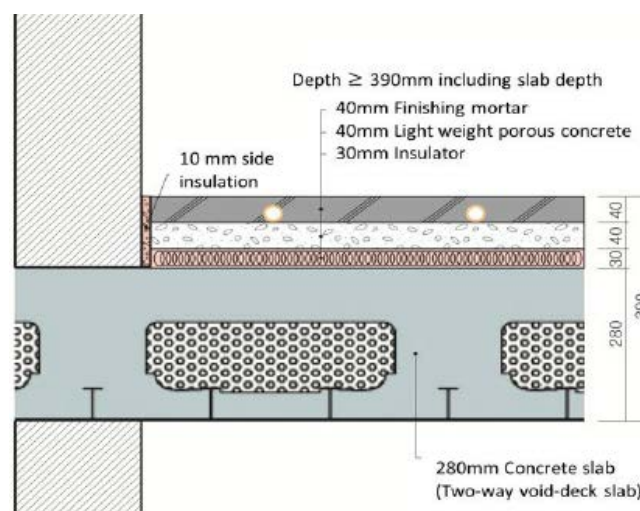 Depth ≥ 390mm including slab depth
40mm Finishing mortar
40mm Light weight porous concrete
30mm Insulator
10 mm side
insulation
40
40
30
280
280mm Concrete slab
(Two-way void-deck slab)